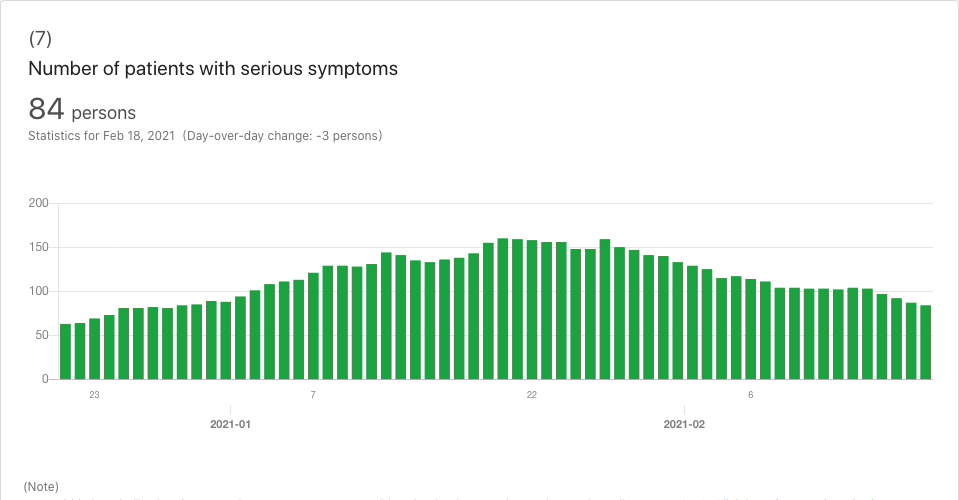 (7)
Number of patients with serious symptoms
84 persons
Statistics for Feb 18, 2021 (Day-over-day change: -3 persons)
200
150
100
50
0
23 7 22 6
2021-01 2021-02
(Note)